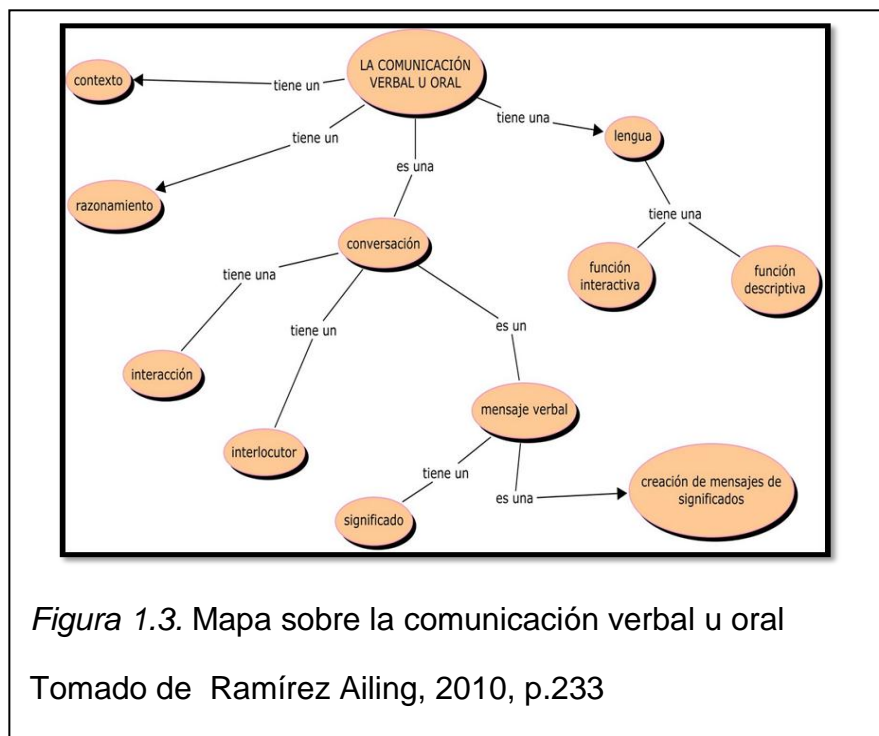 LA COMUNICACIÓN
VERBAL U ORAL
contexto
tiene un
tiene una
lengua
tiene un
es una
razonamiento
tiene una
conversación
función
interactiva
función
descriptiva
tiene una
tiene un
es un
interacción
mensaje verbal
interlocutor
tiene un
creación de mensajes de
significados
es una
significado
Figura 1.3. Mapa sobre la comunicación verbal u oral
Tomado de Ramírez Ailing, 2010, p.233